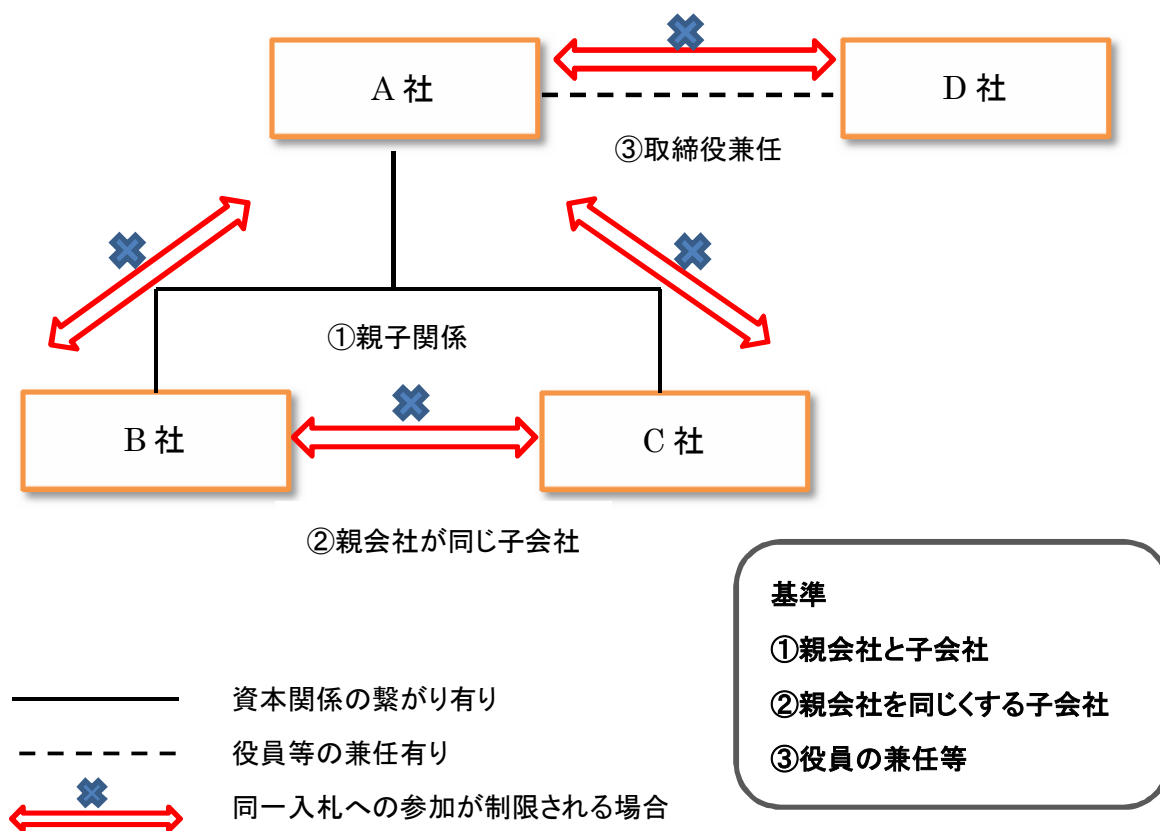 A 社
D 社
③取締役兼任
①親子関係
B 社
C 社
②親会社が同じ子会社
基準
①親会社と子会社
②親会社を同じくする子会社
③役員の兼任等
資本関係の繋がり有り
役員等の兼任有り
同一入札への参加が制限される場合